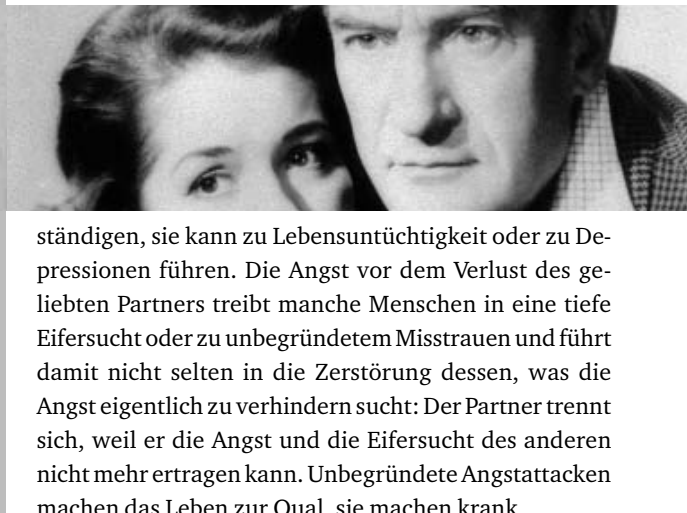 ständigen, sie kann zu Lebensuntüchtigkeit oder zu De-
pressionen führen. Die Angst vor dem Verlust des ge-
liebten Partners treibt manche Menschen in eine tiefe
Eifersucht oder zu unbegründetem Misstrauen und führt
damit nicht selten in die Zerstörung dessen, was die
Angst eigentlich zu verhindern sucht: Der Partner trennt
sich, weil er die Angst und die Eifersucht des anderen
nicht mehr ertragen kann. Unbegründete Angstattacken
machen das Leben zur Qual, sie machen krank.